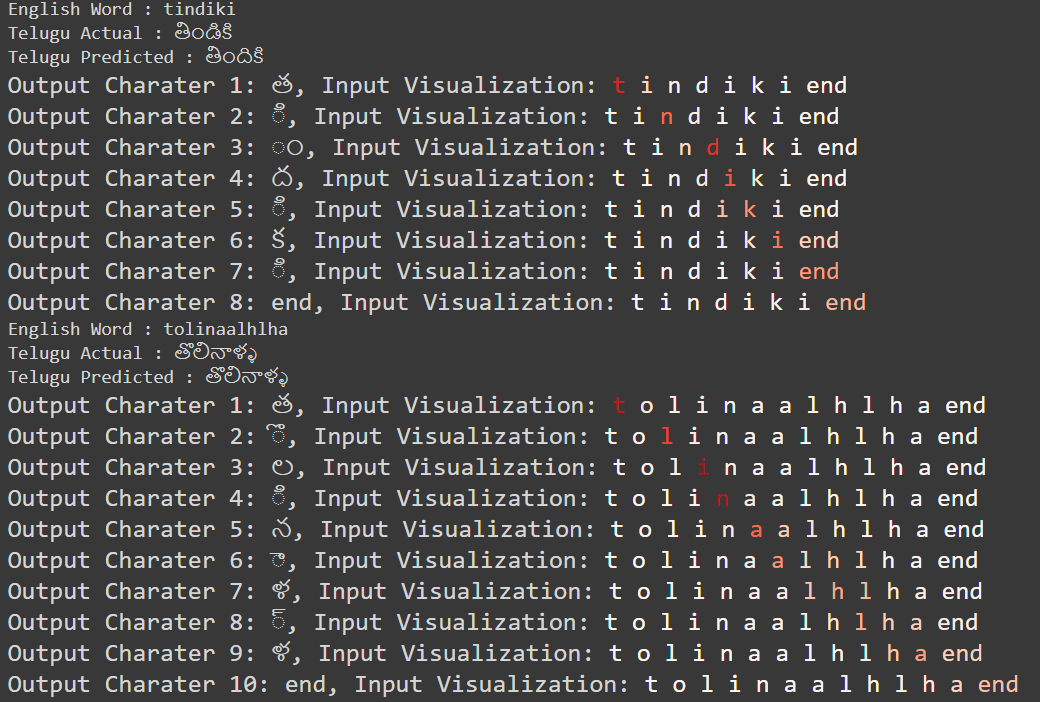 English Word : tindiki
Telugu Actual : తిండికి
Telugu Predicted : తిందికి
Output Charater 1: త, Input Visualization: t i n d i k i end
Output Charater 2: ి, Input Visualization: t i n d i k i end
Output Charater 3: ం, Input Visualization: t i n d i k i end
Output Charater 4: ద, Input Visualization: t i n d i k i end
Output Charater 5: ి, Input Visualization: t i n d i k i end
Output Charater 6: క, Input Visualization: t i n d i k i end
Output Charater 7: ి, Input Visualization: t i n d i k i end
Output Charater 8: end, Input Visualization: t i n d i k i end
English Word : tolinaalhlha
Telugu Actual : తొలినాళ్ళ
Telugu Predicted : తొలినాళ్ళ
Output Charater 1: త, Input Visualization: t o l i n a a l h l h a end
Output Charater 2: ొ, Input Visualization: t o l i n a a l h l h a end
Output Charater 3: ల, Input Visualization: t o l i n a a l h l h a end
Output Charater 4: ి, Input Visualization: t o l i n a a l h l h a end
Output Charater 5: న, Input Visualization: t o l i n a a l h l h a end
Output Charater 6: ా, Input Visualization: t o l i n a a l h l h a end
Output Charater 7: ళ, Input Visualization: t o l i n a a l h l h a end
Output Charater 8: ్, Input Visualization: t o l i n a a l h l h a end
Output Charater 9: ళ, Input Visualization: t o l i n a a l h l h a end
Output Charater 10: end, Input Visualization: t o l i n a a l h l h a end